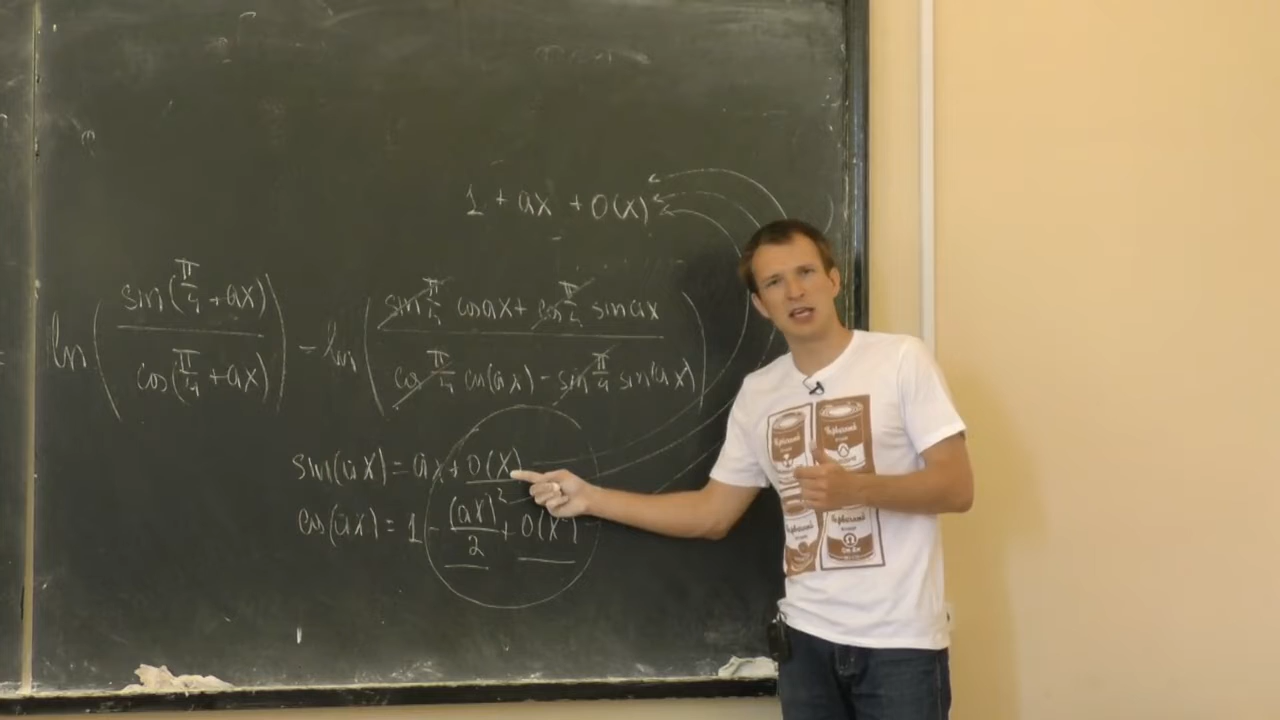 1 + ax + o(x)
= ln( sin(π/4 + ax) / cos(π/4 + ax) ) = ln( sin π/4 cos ax + cos π/4 sin ax / cos π/4 cos(ax) - sin π/4 sin(ax) )
sin(ax) = ax + o(x)
cos(ax) = 1 - (ax)² / 2 + o(x²)